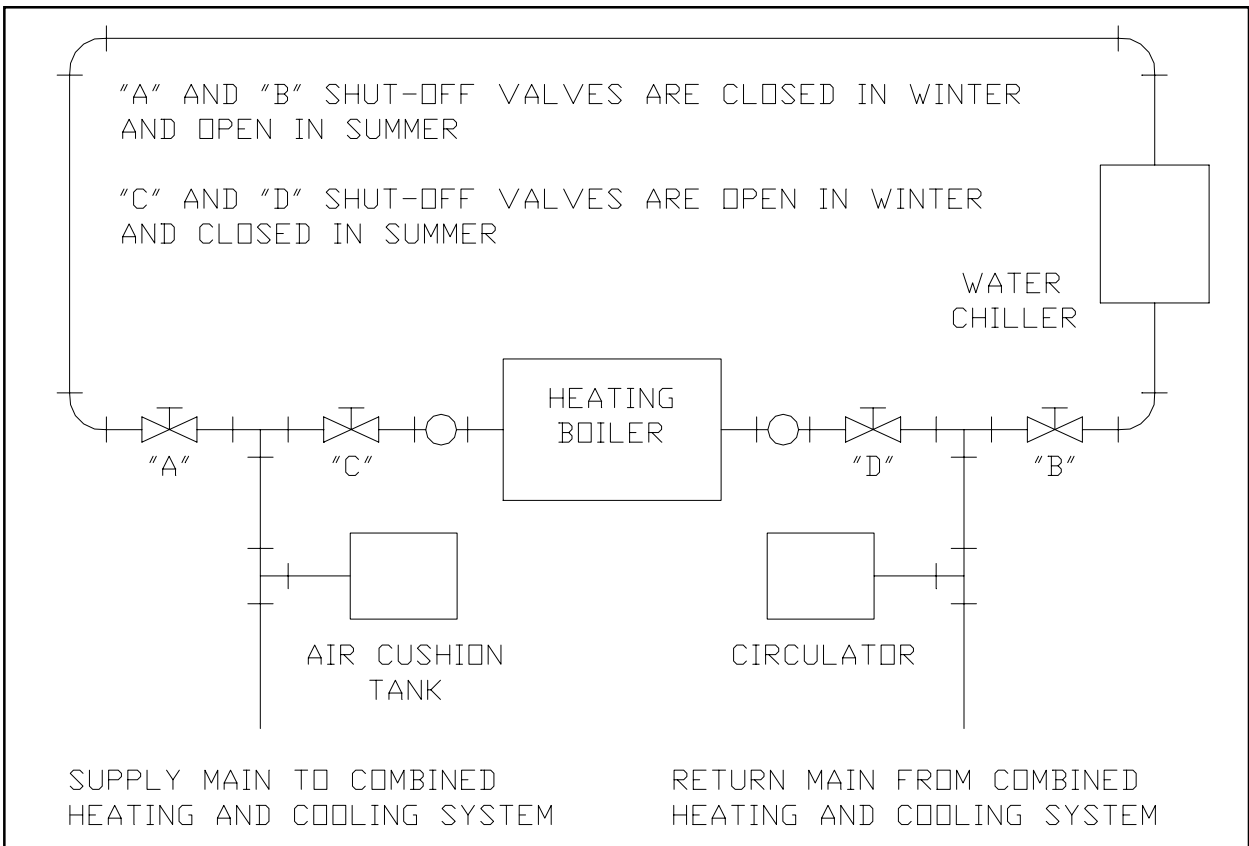 "A" AND "B" SHUT-OFF VALVES ARE CLOSED IN WINTER
AND OPEN IN SUMMER
"C" AND "D" SHUT-OFF VALVES ARE OPEN IN WINTER
AND CLOSED IN SUMMER
WATER
CHILLER
HEATING
BOILER
"A"
"C"
"D"
"B"
AIR CUSHION
TANK
CIRCULATOR
SUPPLY MAIN TO COMBINED
HEATING AND COOLING SYSTEM
RETURN MAIN FROM COMBINED
HEATING AND COOLING SYSTEM